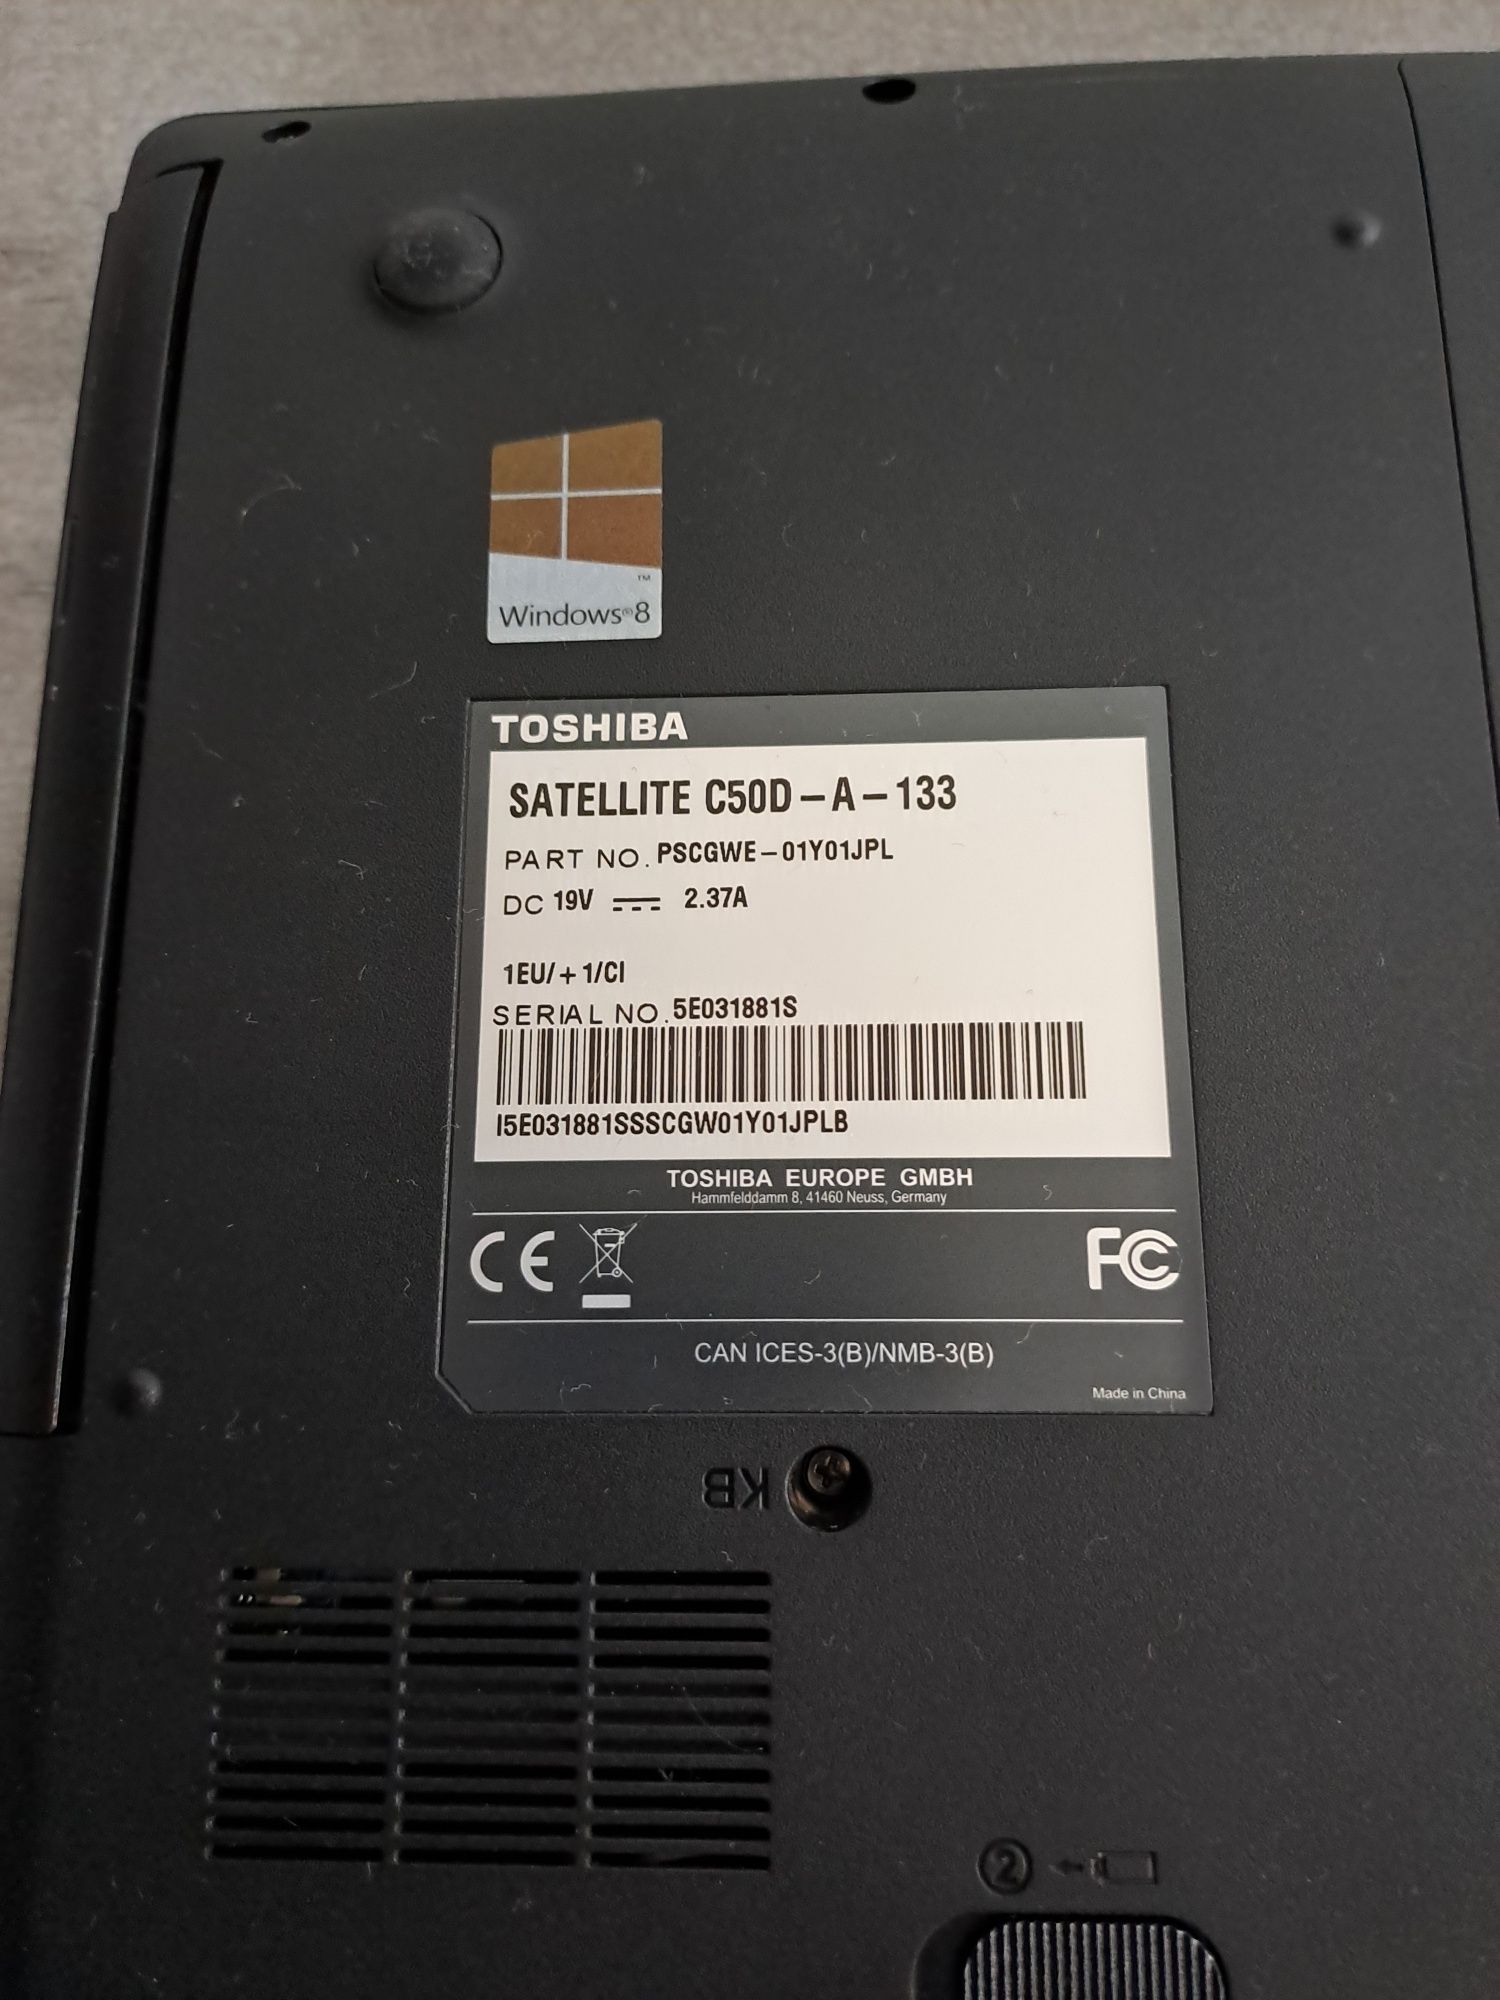 ™
Windows®8
TOSHIBA
SATELLITE C50D–A–133
PART NO. PSCGWE–01Y01JPL
DC 19V 2.37A
1EU/+1/CI
SERIAL NO. 5E031881S
I5E031881SSSCGW01Y01JPLB
TOSHIBA EUROPE GMBH
Hammfelddamm 8, 41460 Neuss, Germany
CE FC
CAN ICES-3(B)/NMB-3(B)
Made in China
KB
2